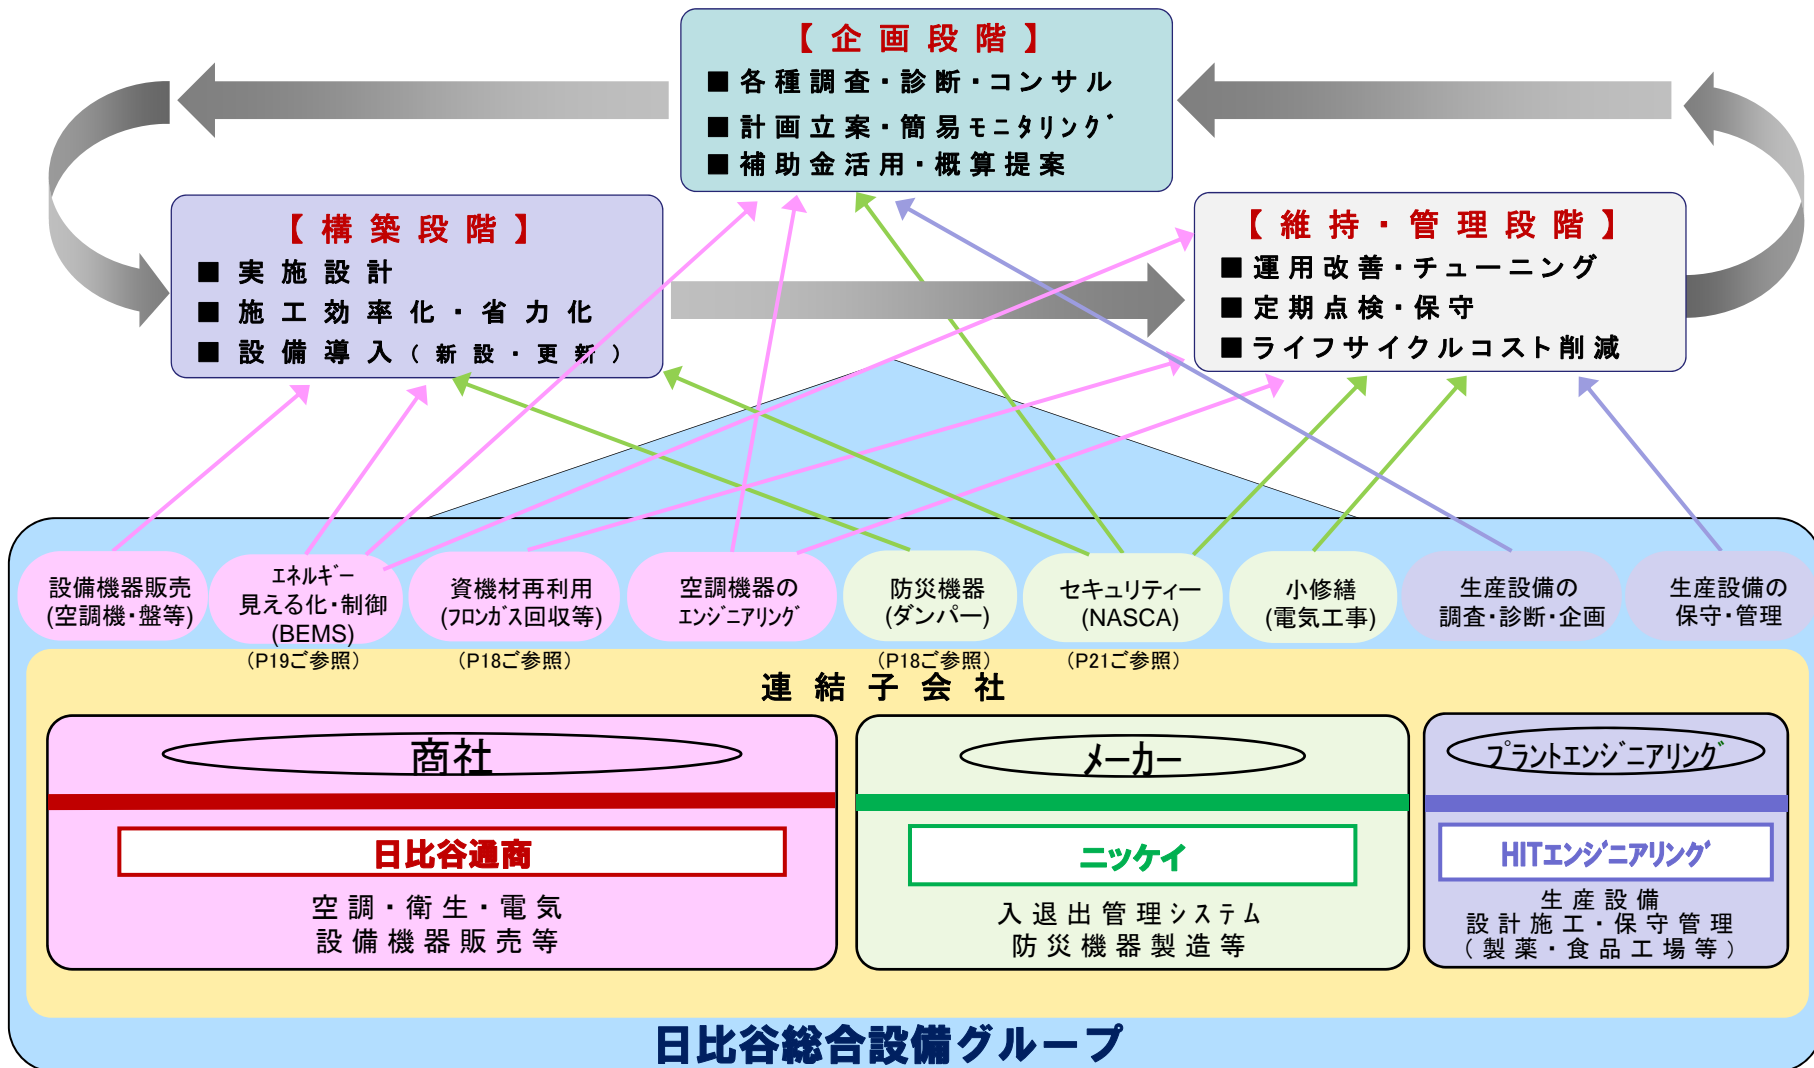 【企画段階】
■各種調査・診断・コンサル
■計画立案・簡易ﾓﾆﾀﾘﾝｸﾞ
■補助金活用・概算提案
【構築段階】
■実施設計
■施工効率化・省力化
■設備導入(新設・更新)
【維持・管理段階】
■運用改善・チューニング
■定期点検・保守
■ライフサイクルコスト削減
設備機器販売
(空調機・盤等)
ｴﾈﾙｷﾞｰ
見える化・制御
(BEMS)
(P19ご参照)
資機材再利用
(ﾌﾛﾝｶﾞｽ回収等)
(P18ご参照)
空調機器の
ｴﾝｼﾞﾆｱﾘﾝｸﾞ
防災機器
(ダンパー)
(P18ご参照)
セキュリティー
(NASCA)
(P21ご参照)
小修繕
(電気工事)
生産設備の
調査・診断・企画
生産設備の
保守・管理
連結子会社
商社
日比谷通商
空調・衛生・電気
設備機器販売等
メーカー
ニッケイ
入退出管理ｼｽﾃﾑ
防災機器製造等
ﾌﾟﾗﾝﾄｴﾝｼﾞﾆｱﾘﾝｸﾞ
HITｴﾝｼﾞﾆｱﾘﾝｸﾞ
生産設備
設計施工・保守管理
(製薬・食品工場等)
日比谷総合設備グループ